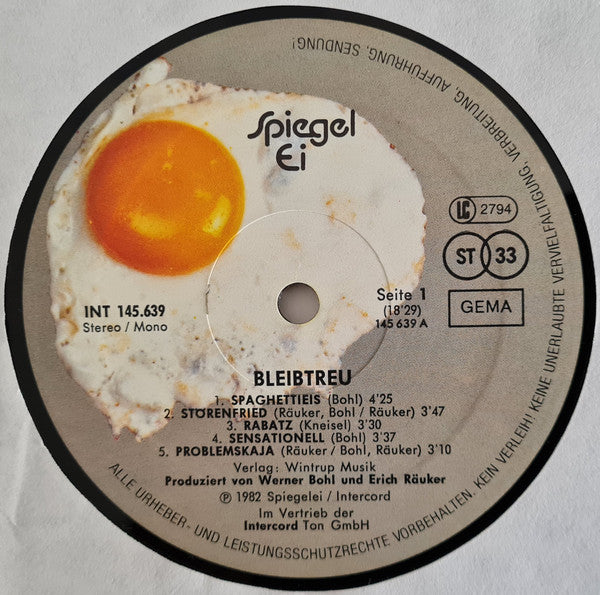 Spiegel
Ei
LC 2794
ST 33
GEMA
INT 145.639
Stereo / Mono
Seite 1
(18'29)
145 639 A
BLEIBTREU
1. SPAGHETTIEIS (Bohl) 4'25
2. STÖRENFRIED (Räuker, Bohl / Räuker) 3'47
3. RABATZ (Kneisel) 3'30
4. SENSATIONELL (Bohl) 3'37
5. PROBLEMSKAJA (Räuker / Bohl, Räuker) 3'10
Verlag: Wintrup Musik
Produziert von Werner Bohl und Erich Räuker
Ⓟ 1982 Spiegelei / Intercord
Im Vertrieb der
Intercord Ton GmbH
ALLE URHEBER- UND LEISTUNGSSCHUTZRECHTE VORBEHALTEN. KEIN VERLEIH! KEINE UNERLAUBTE VERVIELFÄLTIGUNG, VERBREITUNG, AUFFÜHRUNG, SENDUNG!